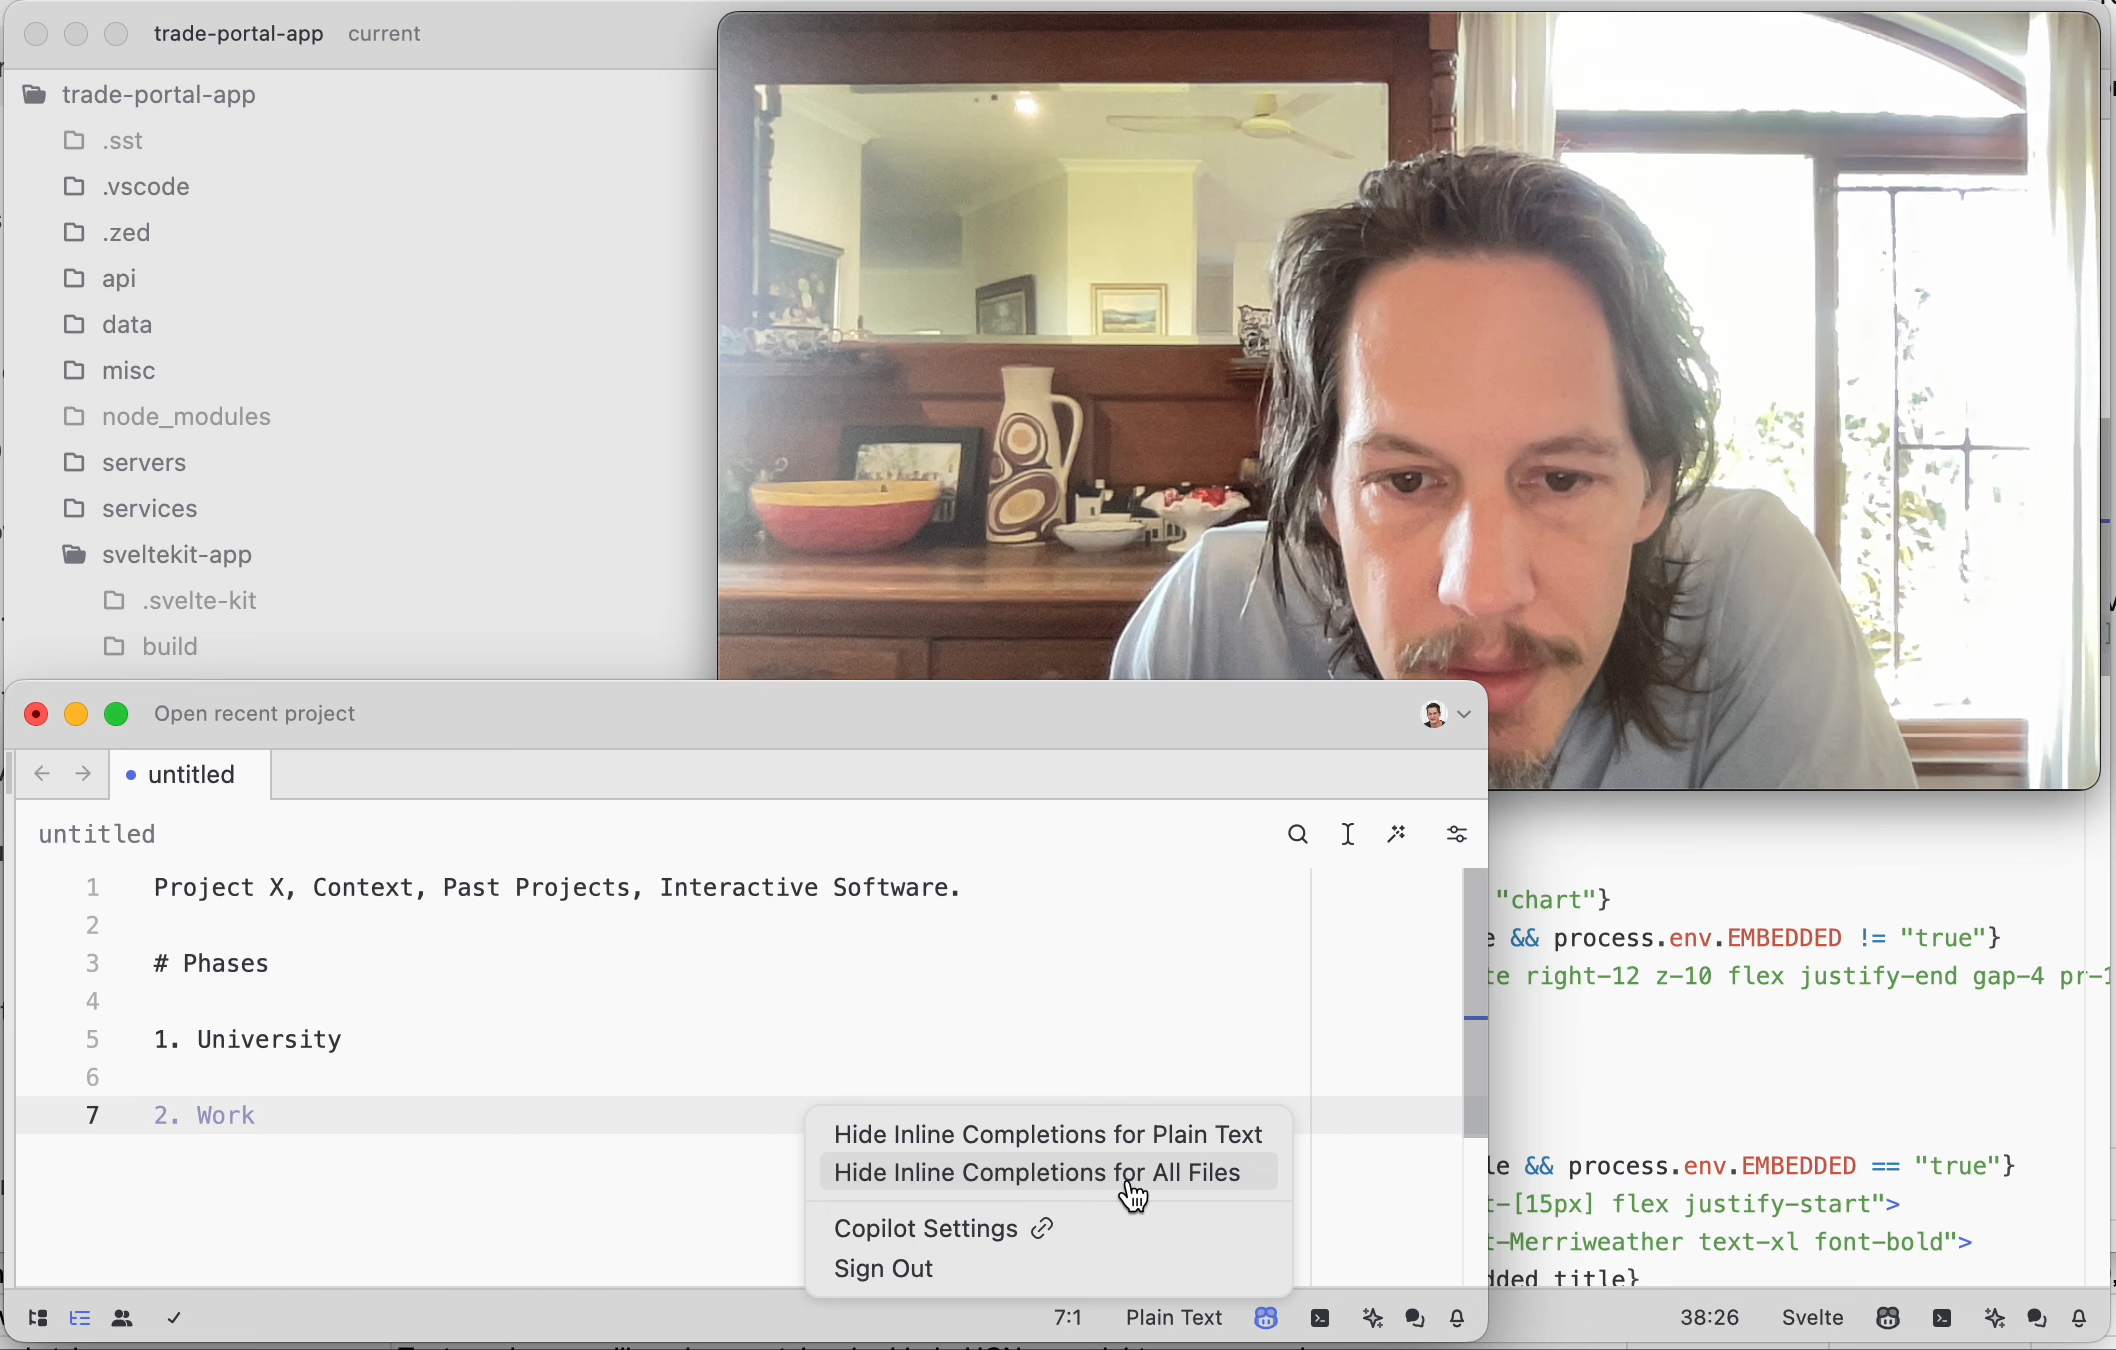 trade-portal-app current
trade-portal-app
.sst
.vscode
.zed
api
data
misc
node_modules
servers
services
sveltekit-app
.svelte-kit
build
Open recent project
untitled
untitled
1 Project X, Context, Past Projects, Interactive Software.
2
3 # Phases
4
5 1. University
6
7 2. Work
Hide Inline Completions for Plain Text
Hide Inline Completions for All Files
Copilot Settings
Sign Out
7:1 Plain Text
"chart"}
&& process.env.EMBEDDED != "true"}
right-12 z-10 flex justify-end gap-4
&& process.env.EMBEDDED == "true"}
[15px] flex justify-start">
-Merriweather text-xl font-bold">
title}
38:26 Svelte